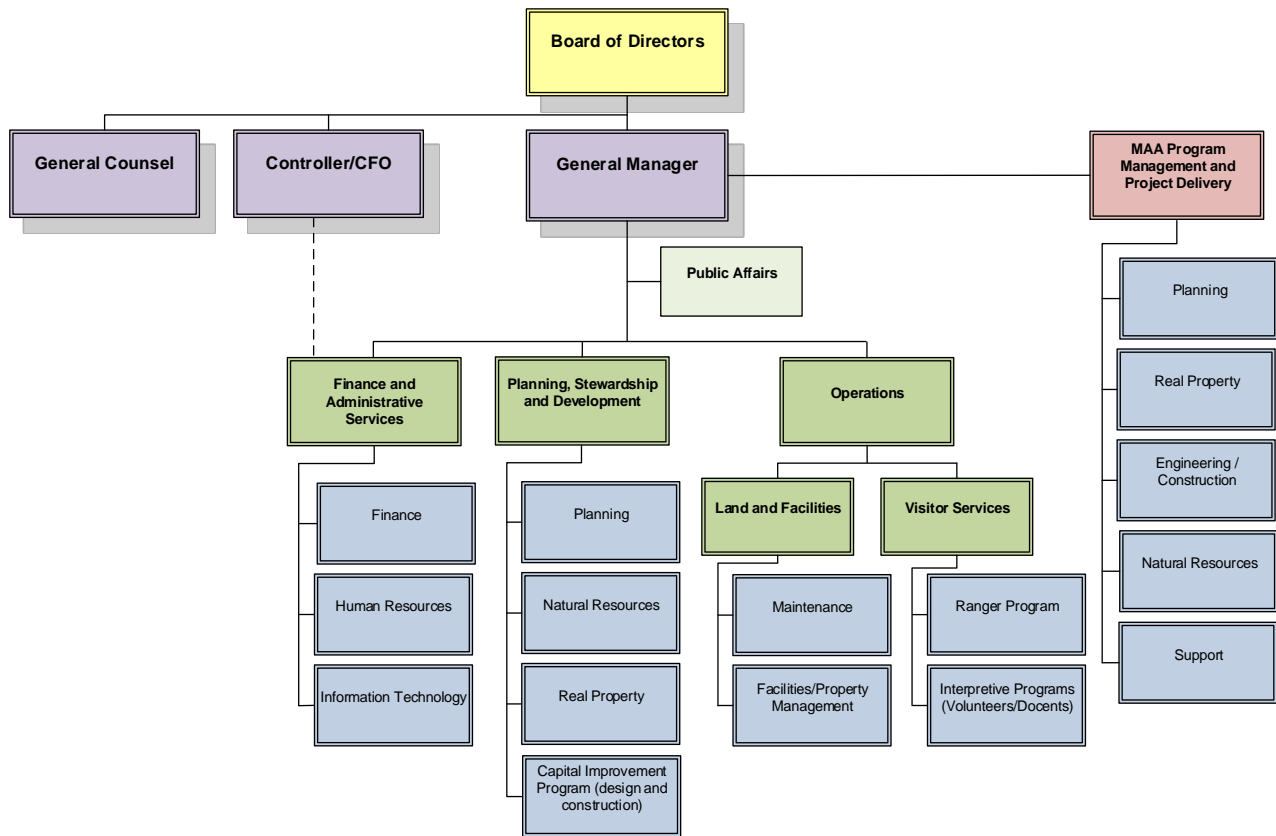 Board of Directors
General Counsel
Controller/CFO
General Manager
MAA Program
Management and
Project Delivery
Public Affairs
Finance and
Administrative
Services
Planning, Stewardship
and Development
Operations
Land and Facilities
Visitor Services
Finance
Human Resources
Information Technology
Planning
Natural Resources
Real Property
Capital Improvement
Program (design and
construction)
Maintenance
Facilities/Property
Management
Ranger Program
Interpretive Programs
(Volunteers/Docents)
Planning
Real Property
Engineering /
Construction
Natural Resources
Support